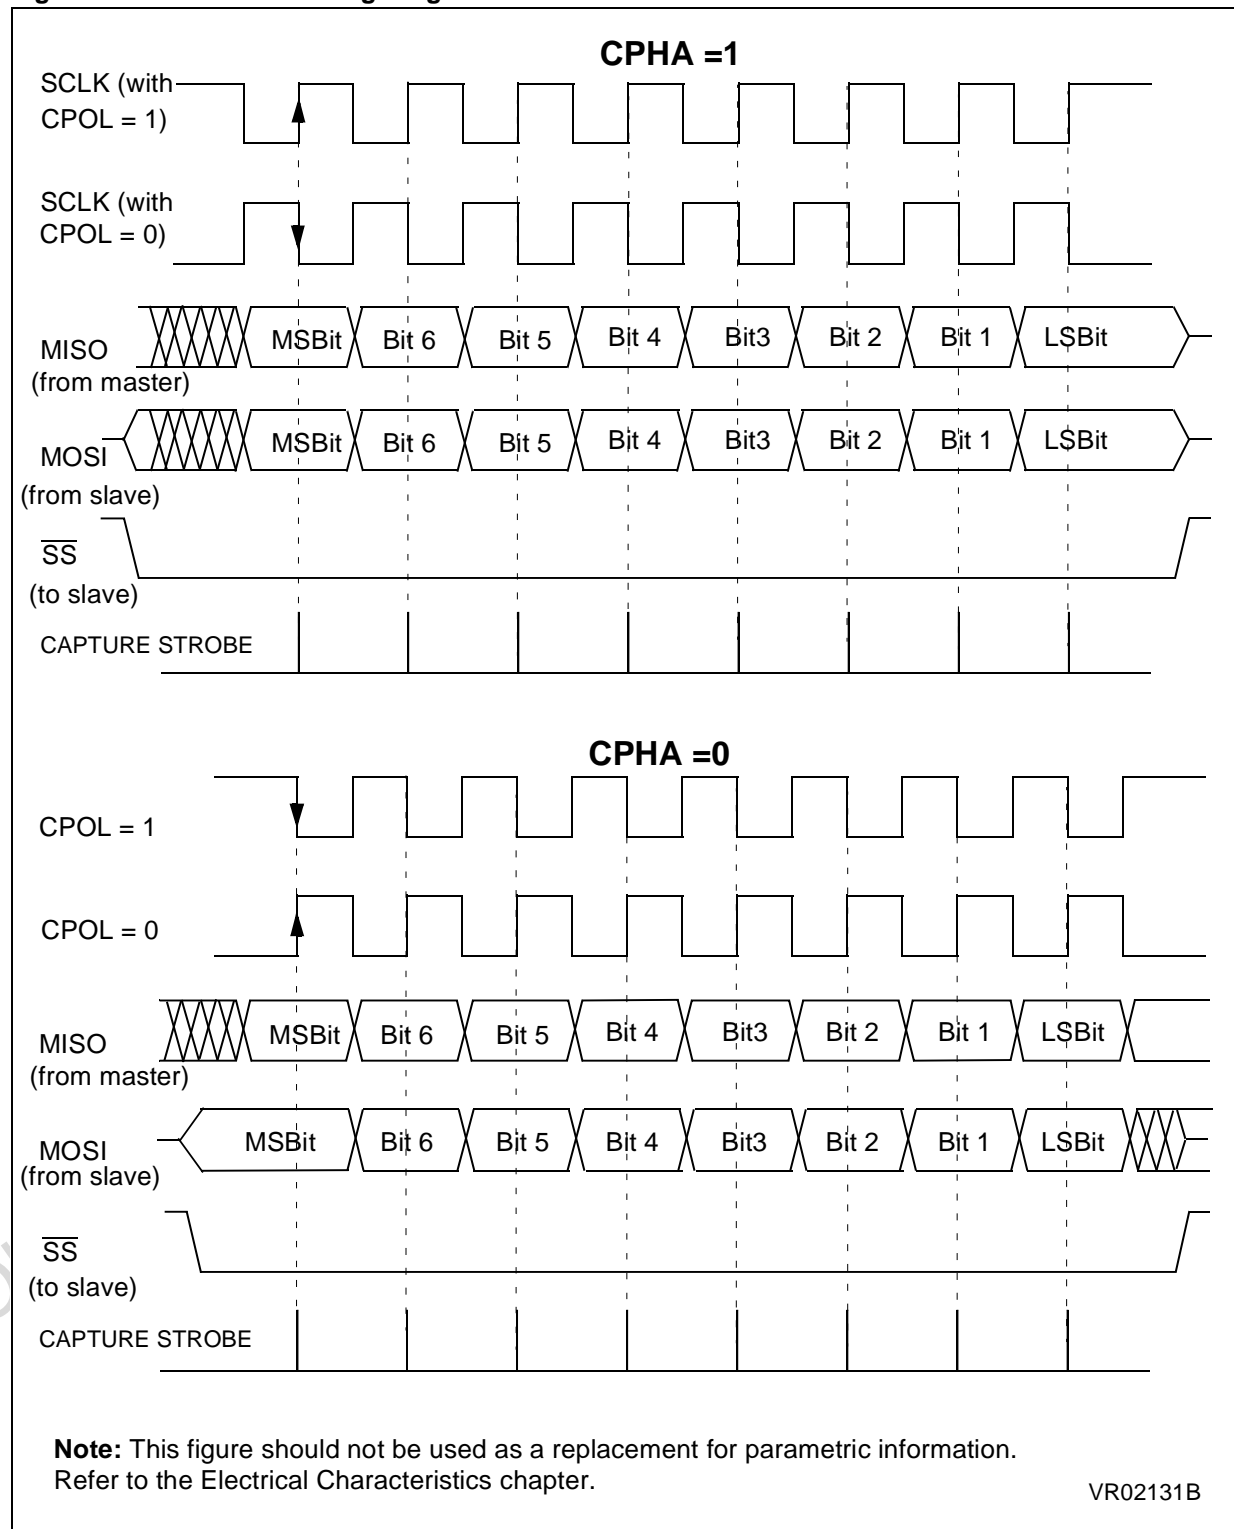 CPHA =1
SCLK (with
CPOL = 1)
SCLK (with
CPOL = 0)
MISO
(from master)
MSBit Bit 6 Bit 5 Bit 4 Bit3 Bit 2 Bit 1 LSBit
MOSI
(from slave)
MSBit Bit 6 Bit 5 Bit 4 Bit3 Bit 2 Bit 1 LSBit
SS
(to slave)
CAPTURE STROBE
CPHA =0
CPOL = 1
CPOL = 0
MISO
(from master)
MSBit Bit 6 Bit 5 Bit 4 Bit3 Bit 2 Bit 1 LSBit
MOSI
(from slave)
MSBit Bit 6 Bit 5 Bit 4 Bit3 Bit 2 Bit 1 LSBit
SS
(to slave)
CAPTURE STROBE
Note: This figure should not be used as a replacement for parametric information.
Refer to the Electrical Characteristics chapter.
VR02131B